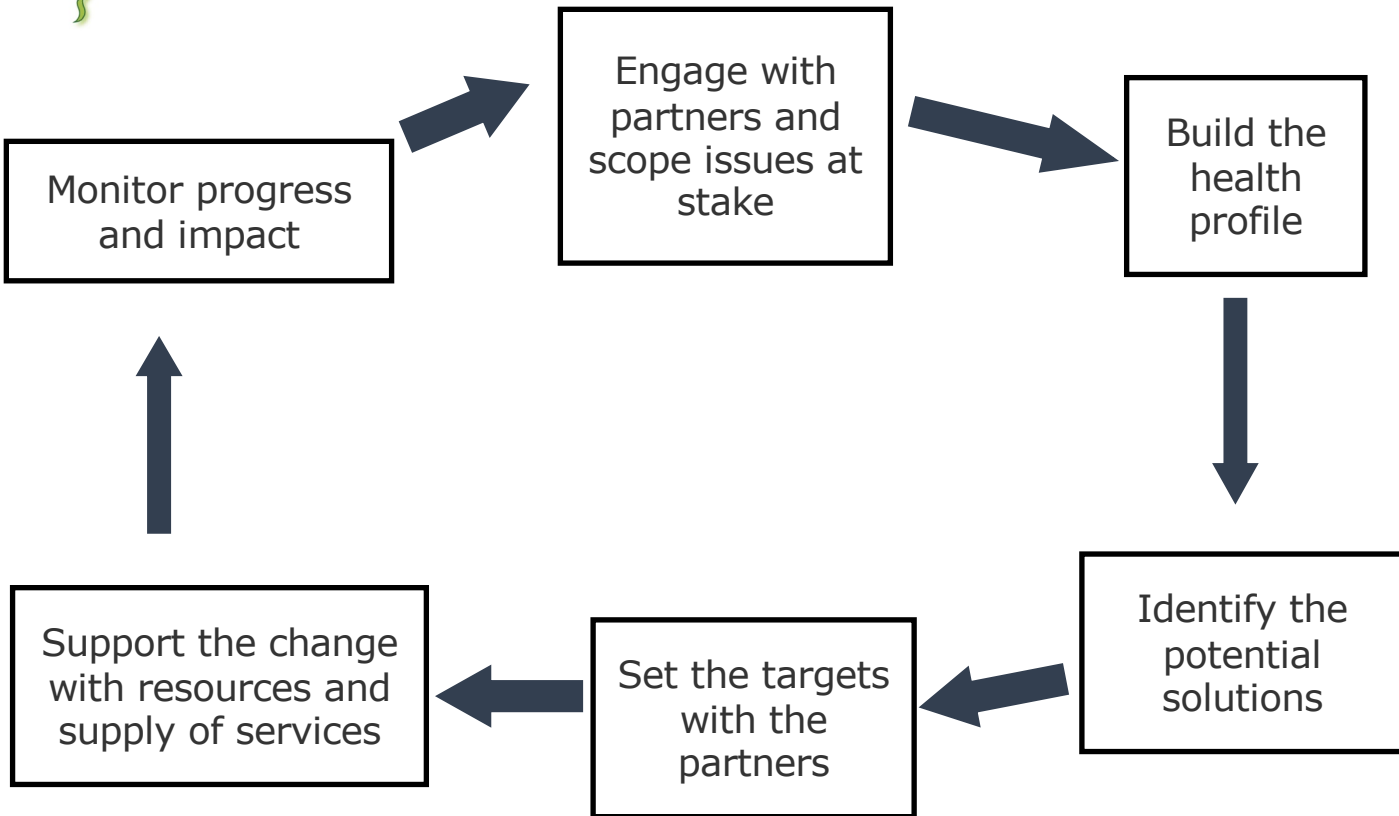 Engage with
partners and
scope issues at
stake
Build the
health
profile
Identify the
potential
solutions
Set the targets
with the
partners
Support the change
with resources and
supply of services
Monitor progress
and impact